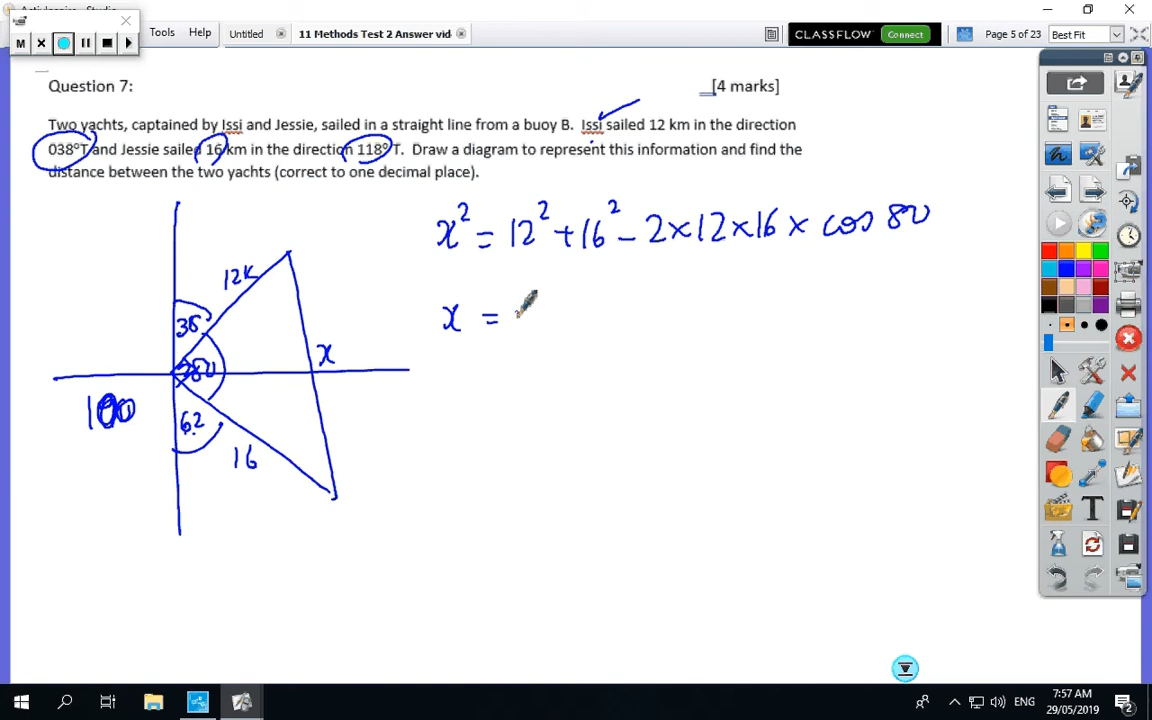 Tools Help Untitled 11 Methods Test 2 Answer vid CLASSFLOW Connect Page 5 of 23 Best Fit
M
Question 7: [4 marks]
Two yachts, captained by Issi and Jessie, sailed in a straight line from a buoy B. Issi sailed 12 km in the direction
038°T and Jessie sailed 16 km in the direction 118° T. Draw a diagram to represent this information and find the
distance between the two yachts (correct to one decimal place).
x² = 12² + 16² - 2×12×16× cos 80
12k
x =
38
x
80
100
62
16
T
ENG
7:57 AM
29/05/2019
2